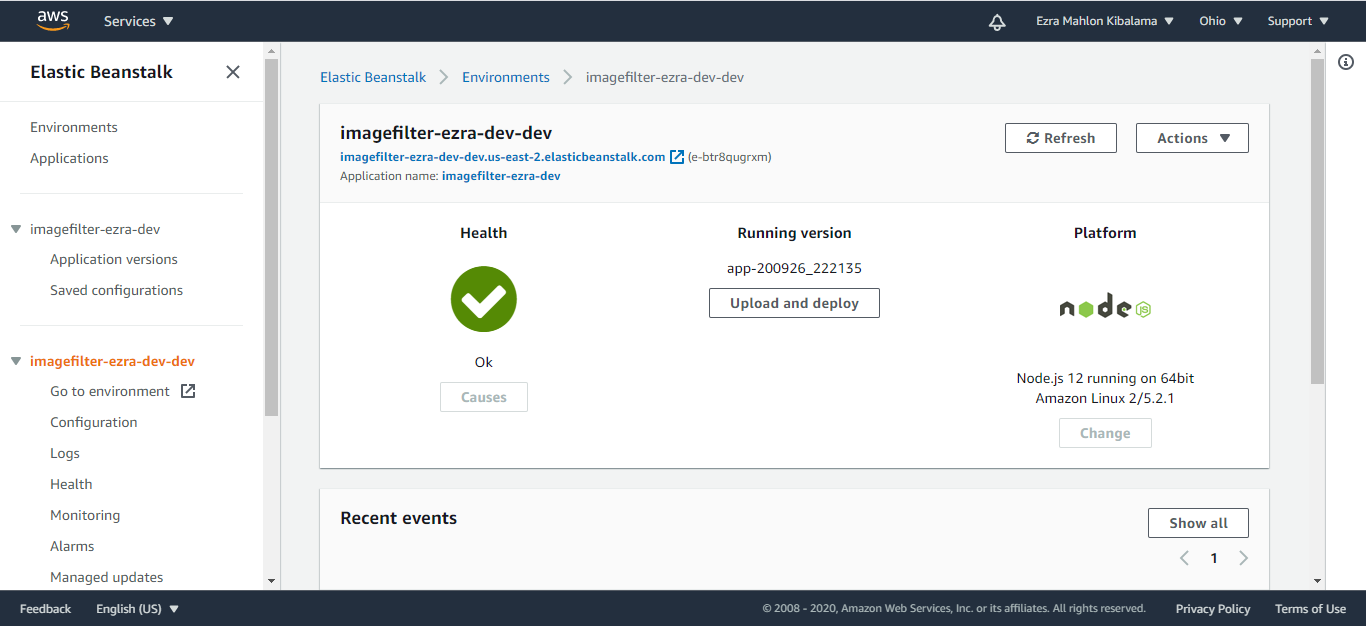 aws Services Ezra Mahlon Kibalama Ohio Support
Elastic Beanstalk
Environments
Applications
imagefilter-ezra-dev
Application versions
Saved configurations
imagefilter-ezra-dev-dev
Go to environment
Configuration
Logs
Health
Monitoring
Alarms
Managed updates
Elastic Beanstalk Environments imagefilter-ezra-dev-dev
imagefilter-ezra-dev-dev
imagefilter-ezra-dev-dev.us-east-2.elasticbeanstalk.com (e-btr8qugrxm)
Application name: imagefilter-ezra-dev
Refresh Actions
Health
Ok
Causes
Running version
app-200926_222135
Upload and deploy
Platform
node JS
Node.js 12 running on 64bit
Amazon Linux 2/5.2.1
Change
Recent events
Show all
1
Feedback English (US) © 2008 - 2020, Amazon Web Services, Inc. or its affiliates. All rights reserved. Privacy Policy Terms of Use